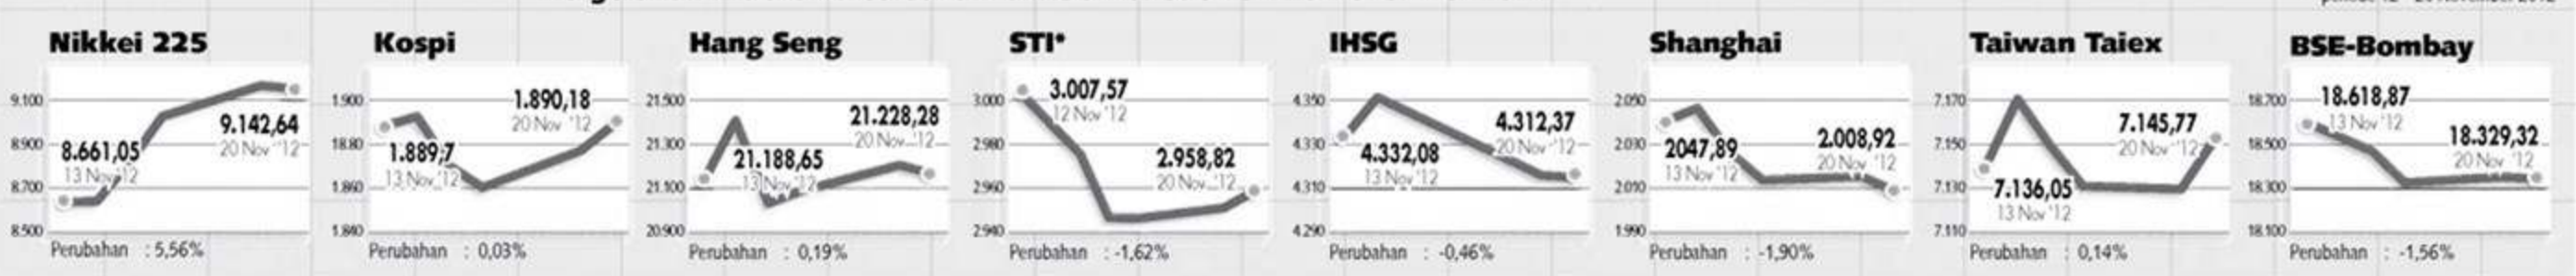 Nikkei 225
9.100
8.900
8.700
8.500
8.661,05
13 Nov '12
9.142,64
20 Nov '12
Perubahan : 5,56%
Kospi
1.900
18.80
1.860
1.840
1.890,18
20 Nov '12
1.889,7
13 Nov '12
Perubahan : 0,03%
Hang Seng
21.500
21.300
21.100
20.900
21.228,28
20 Nov '12
21.188,65
13 Nov '12
Perubahan : 0,19%
STI*
3.000
2.980
2.960
2.940
3.007,57
12 Nov '12
2.958,82
20 Nov '12
Perubahan : -1,62%
IHSG
4.350
4.330
4.310
4.290
4.312,37
20 Nov '12
4.332,08
13 Nov '12
Perubahan : -0,46%
Shanghai
2.050
2.030
2.010
1.990
2047,89
13 Nov '12
2.008,92
20 Nov '12
Perubahan : -1,90%
Taiwan Taiex
7.170
7.150
7.130
7.110
7.145,77
20 Nov '12
7.136,05
13 Nov '12
Perubahan : 0,14%
BSE-Bombay
18.700
18.500
18.300
18.100
18.618,87
13 Nov '12
18.329,32
20 Nov '12
Perubahan : -1,56%